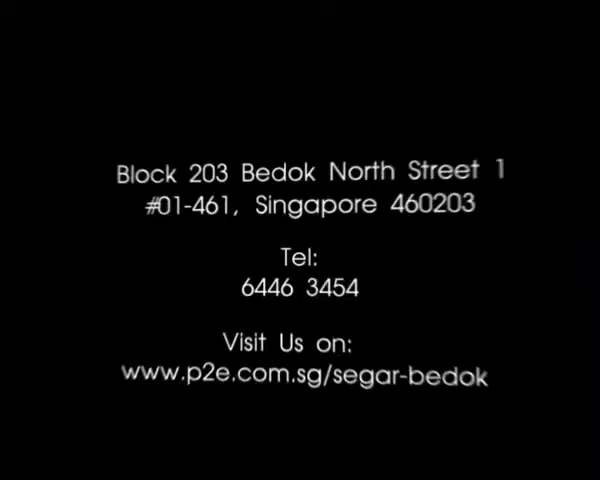 Block 203 Bedok North Street 1
#01-461, Singapore 460203
Tel:
6446 3454
Visit Us on:
www.p2e.com.sg/segar-bedok